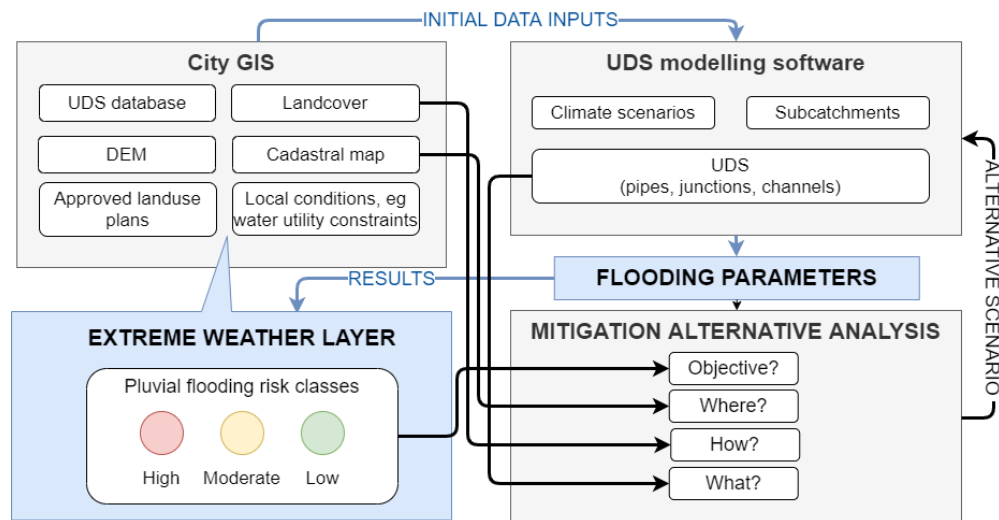 INITIAL DATA INPUTS
City GIS
UDS database
Landcover
DEM
Cadastral map
Approved landuse
plans
Local conditions, eg
water utility constraints
UDS modelling software
Climate scenarios
Subcatchments
UDS
(pipes, junctions, channels)
ALTERNATIVE SCENARIO
RESULTS
FLOODING PARAMETERS
EXTREME WEATHER LAYER
Pluvial flooding risk classes
High
Moderate
Low
MITIGATION ALTERNATIVE ANALYSIS
Objective?
Where?
How?
What?